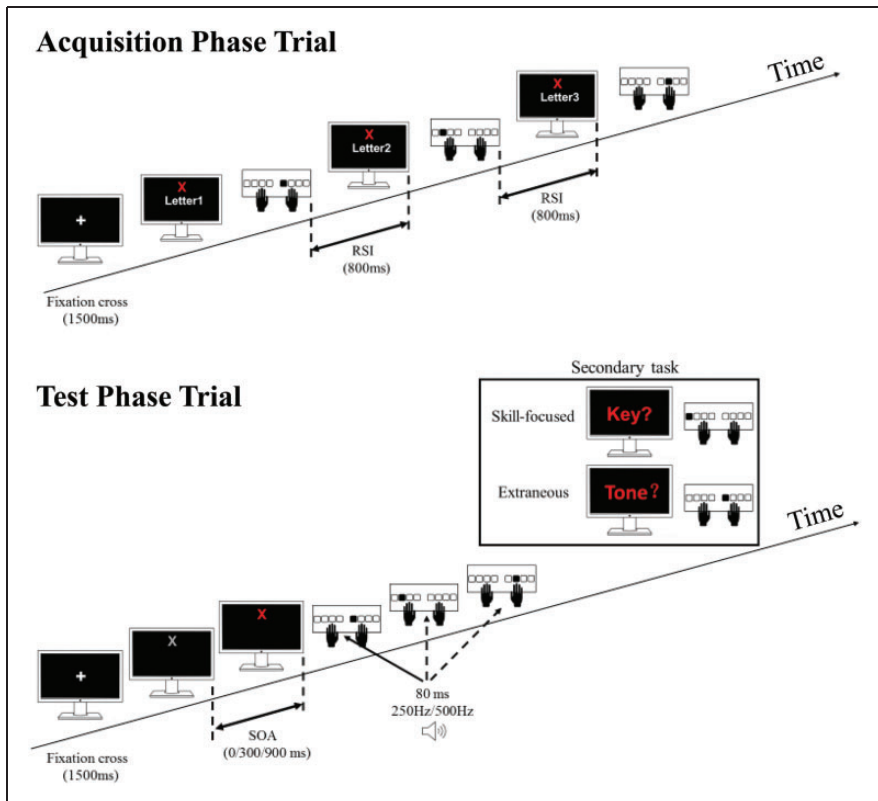 Acquisition Phase Trial
Time
X
Letter3
X
Letter2
X
Letter1
+
RSI
(800ms)
RSI
(800ms)
Fixation cross
(1500ms)
Test Phase Trial
Secondary task
Skill-focused
Key?
Extraneous
Tone?
Time
X
X
+
80 ms
250Hz/500Hz
SOA
(0/300/900 ms)
Fixation cross
(1500ms)